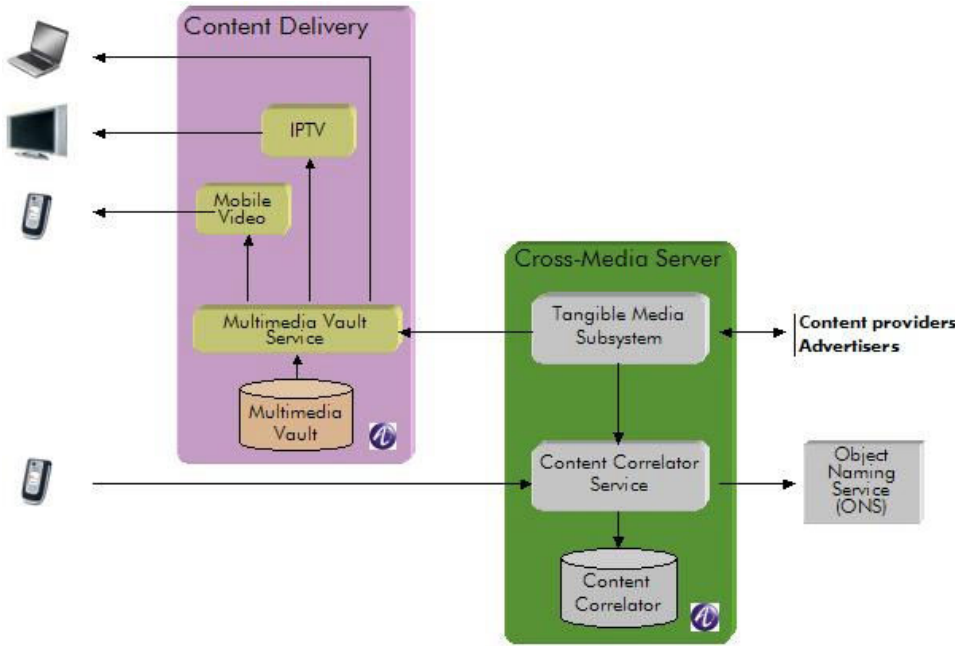 Content Delivery
IPTV
Mobile
Video
Multimedia Vault
Service
Multimedia
Vault
Cross-Media Server
Tangible Media
Subsystem
Content providers
Advertisers
Content Correlator
Service
Object
Naming
Service
(ONS)
Content
Correlator